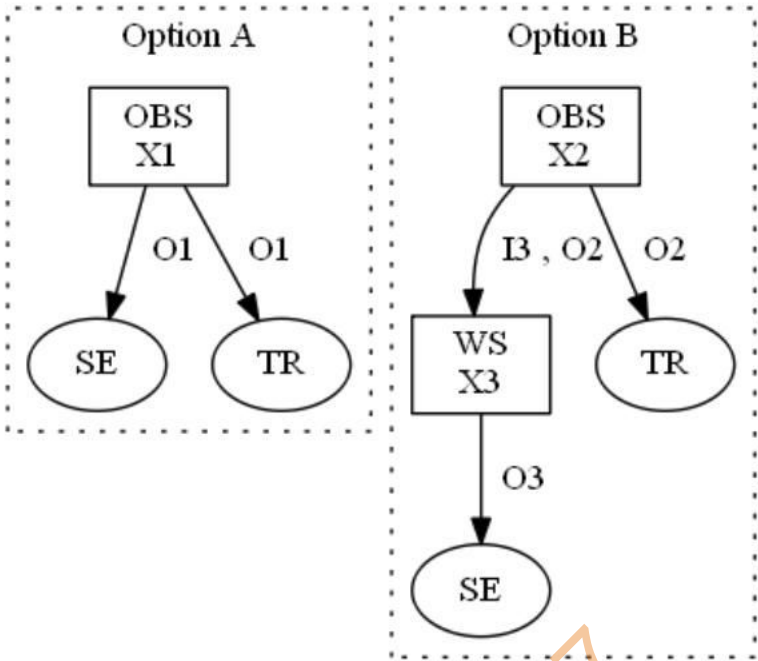 Option A
OBS
X1
O1
O1
SE
TR
Option B
OBS
X2
I3 , O2
O2
WS
X3
TR
O3
SE